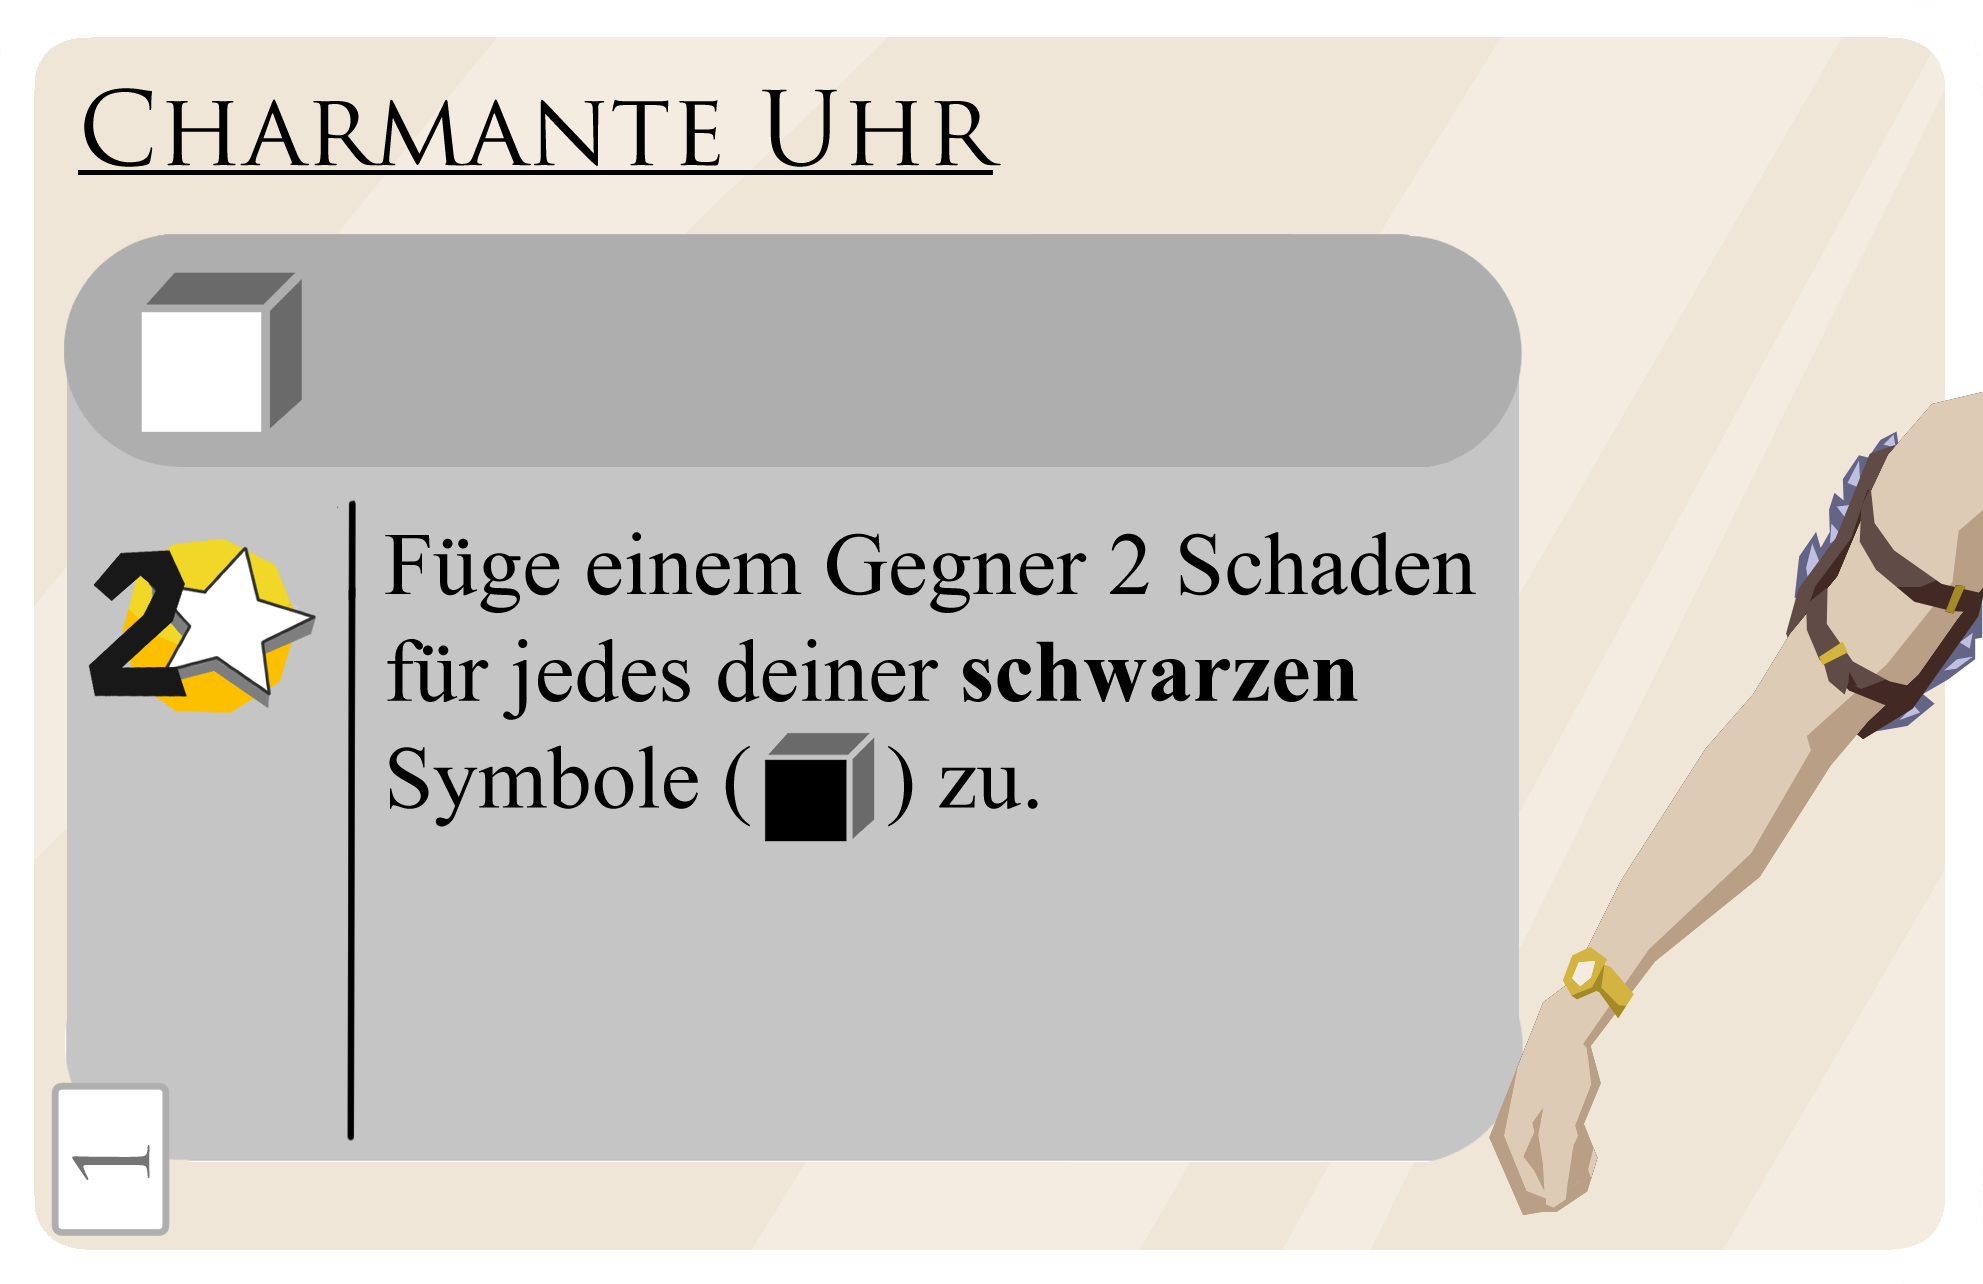 Charmante Uhr
2
Füge einem Gegner 2 Schaden
für jedes deiner schwarzen
Symbole ( ) zu.
1